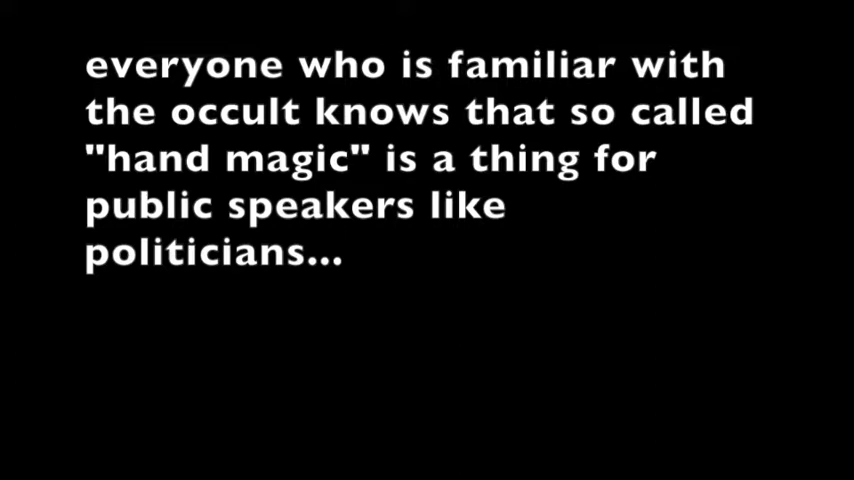 everyone who is familiar with
the occult knows that so called
"hand magic" is a thing for
public speakers like
politicians...